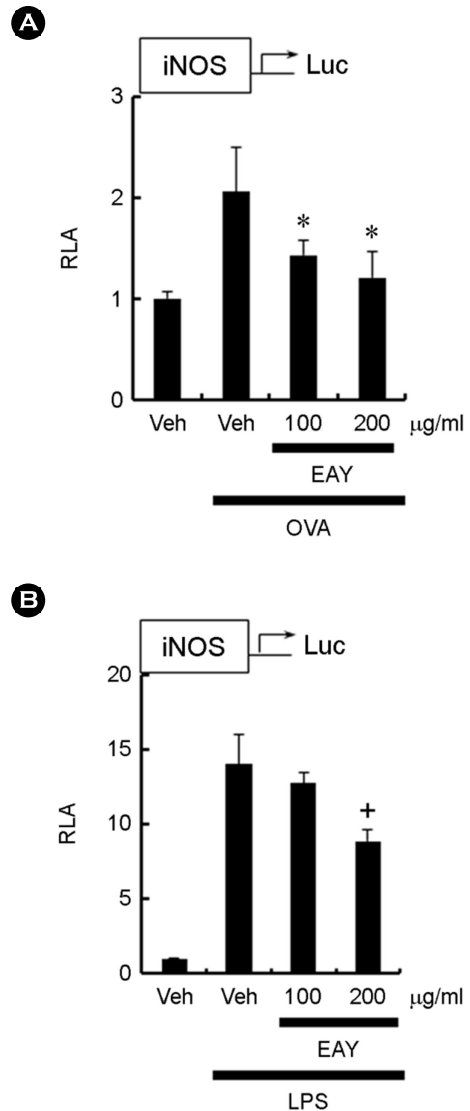 A
iNOS Luc
3
2
1
0
RLA
* *
Veh Veh 100 200 μg/ml
EAY
OVA
B
iNOS Luc
20
15
10
5
0
RLA
+
Veh Veh 100 200 μg/ml
EAY
LPS